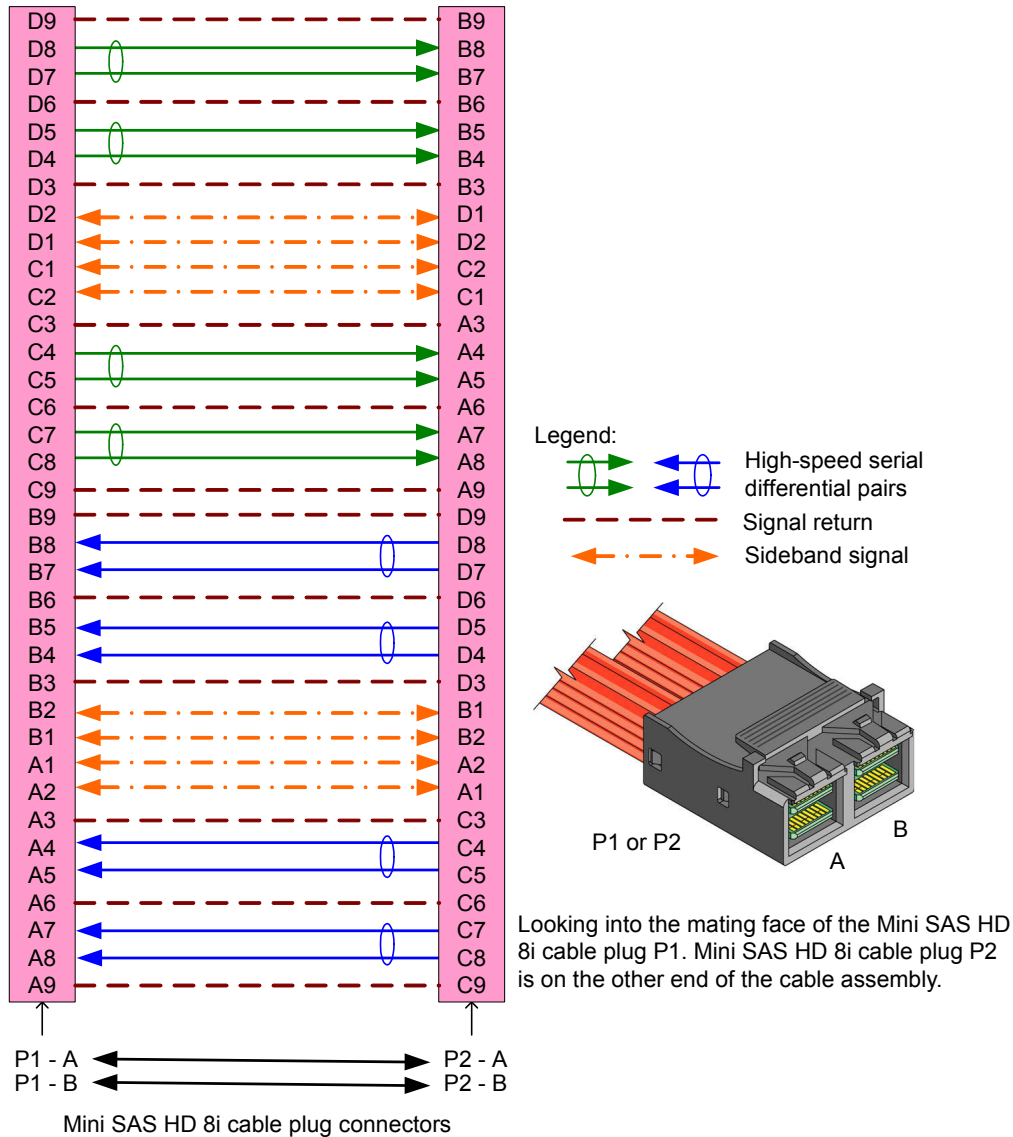 D9 B9
D8 B8
D7 B7
D6 B6
D5 B5
D4 B4
D3 B3
D2 D1
D1 D2
C1 C2
C2 C1
C3 A3
C4 A4
C5 A5
C6 A6
C7 A7
C8 A8
C9 A9
B9 D9
B8 D8
B7 D7
B6 D6
B5 D5
B4 D4
B3 D3
B2 B1
B1 B2
A1 A2
A2 A1
A3 C3
A4 C4
A5 C5
A6 C6
A7 C7
A8 C8
A9 C9
P1 - A P2 - A
P1 - B P2 - B
Mini SAS HD 8i cable plug connectors
Legend:
High-speed serial
differential pairs
Signal return
Sideband signal
P1 or P2
A
B
Looking into the mating face of the Mini SAS HD
8i cable plug P1. Mini SAS HD 8i cable plug P2
is on the other end of the cable assembly.